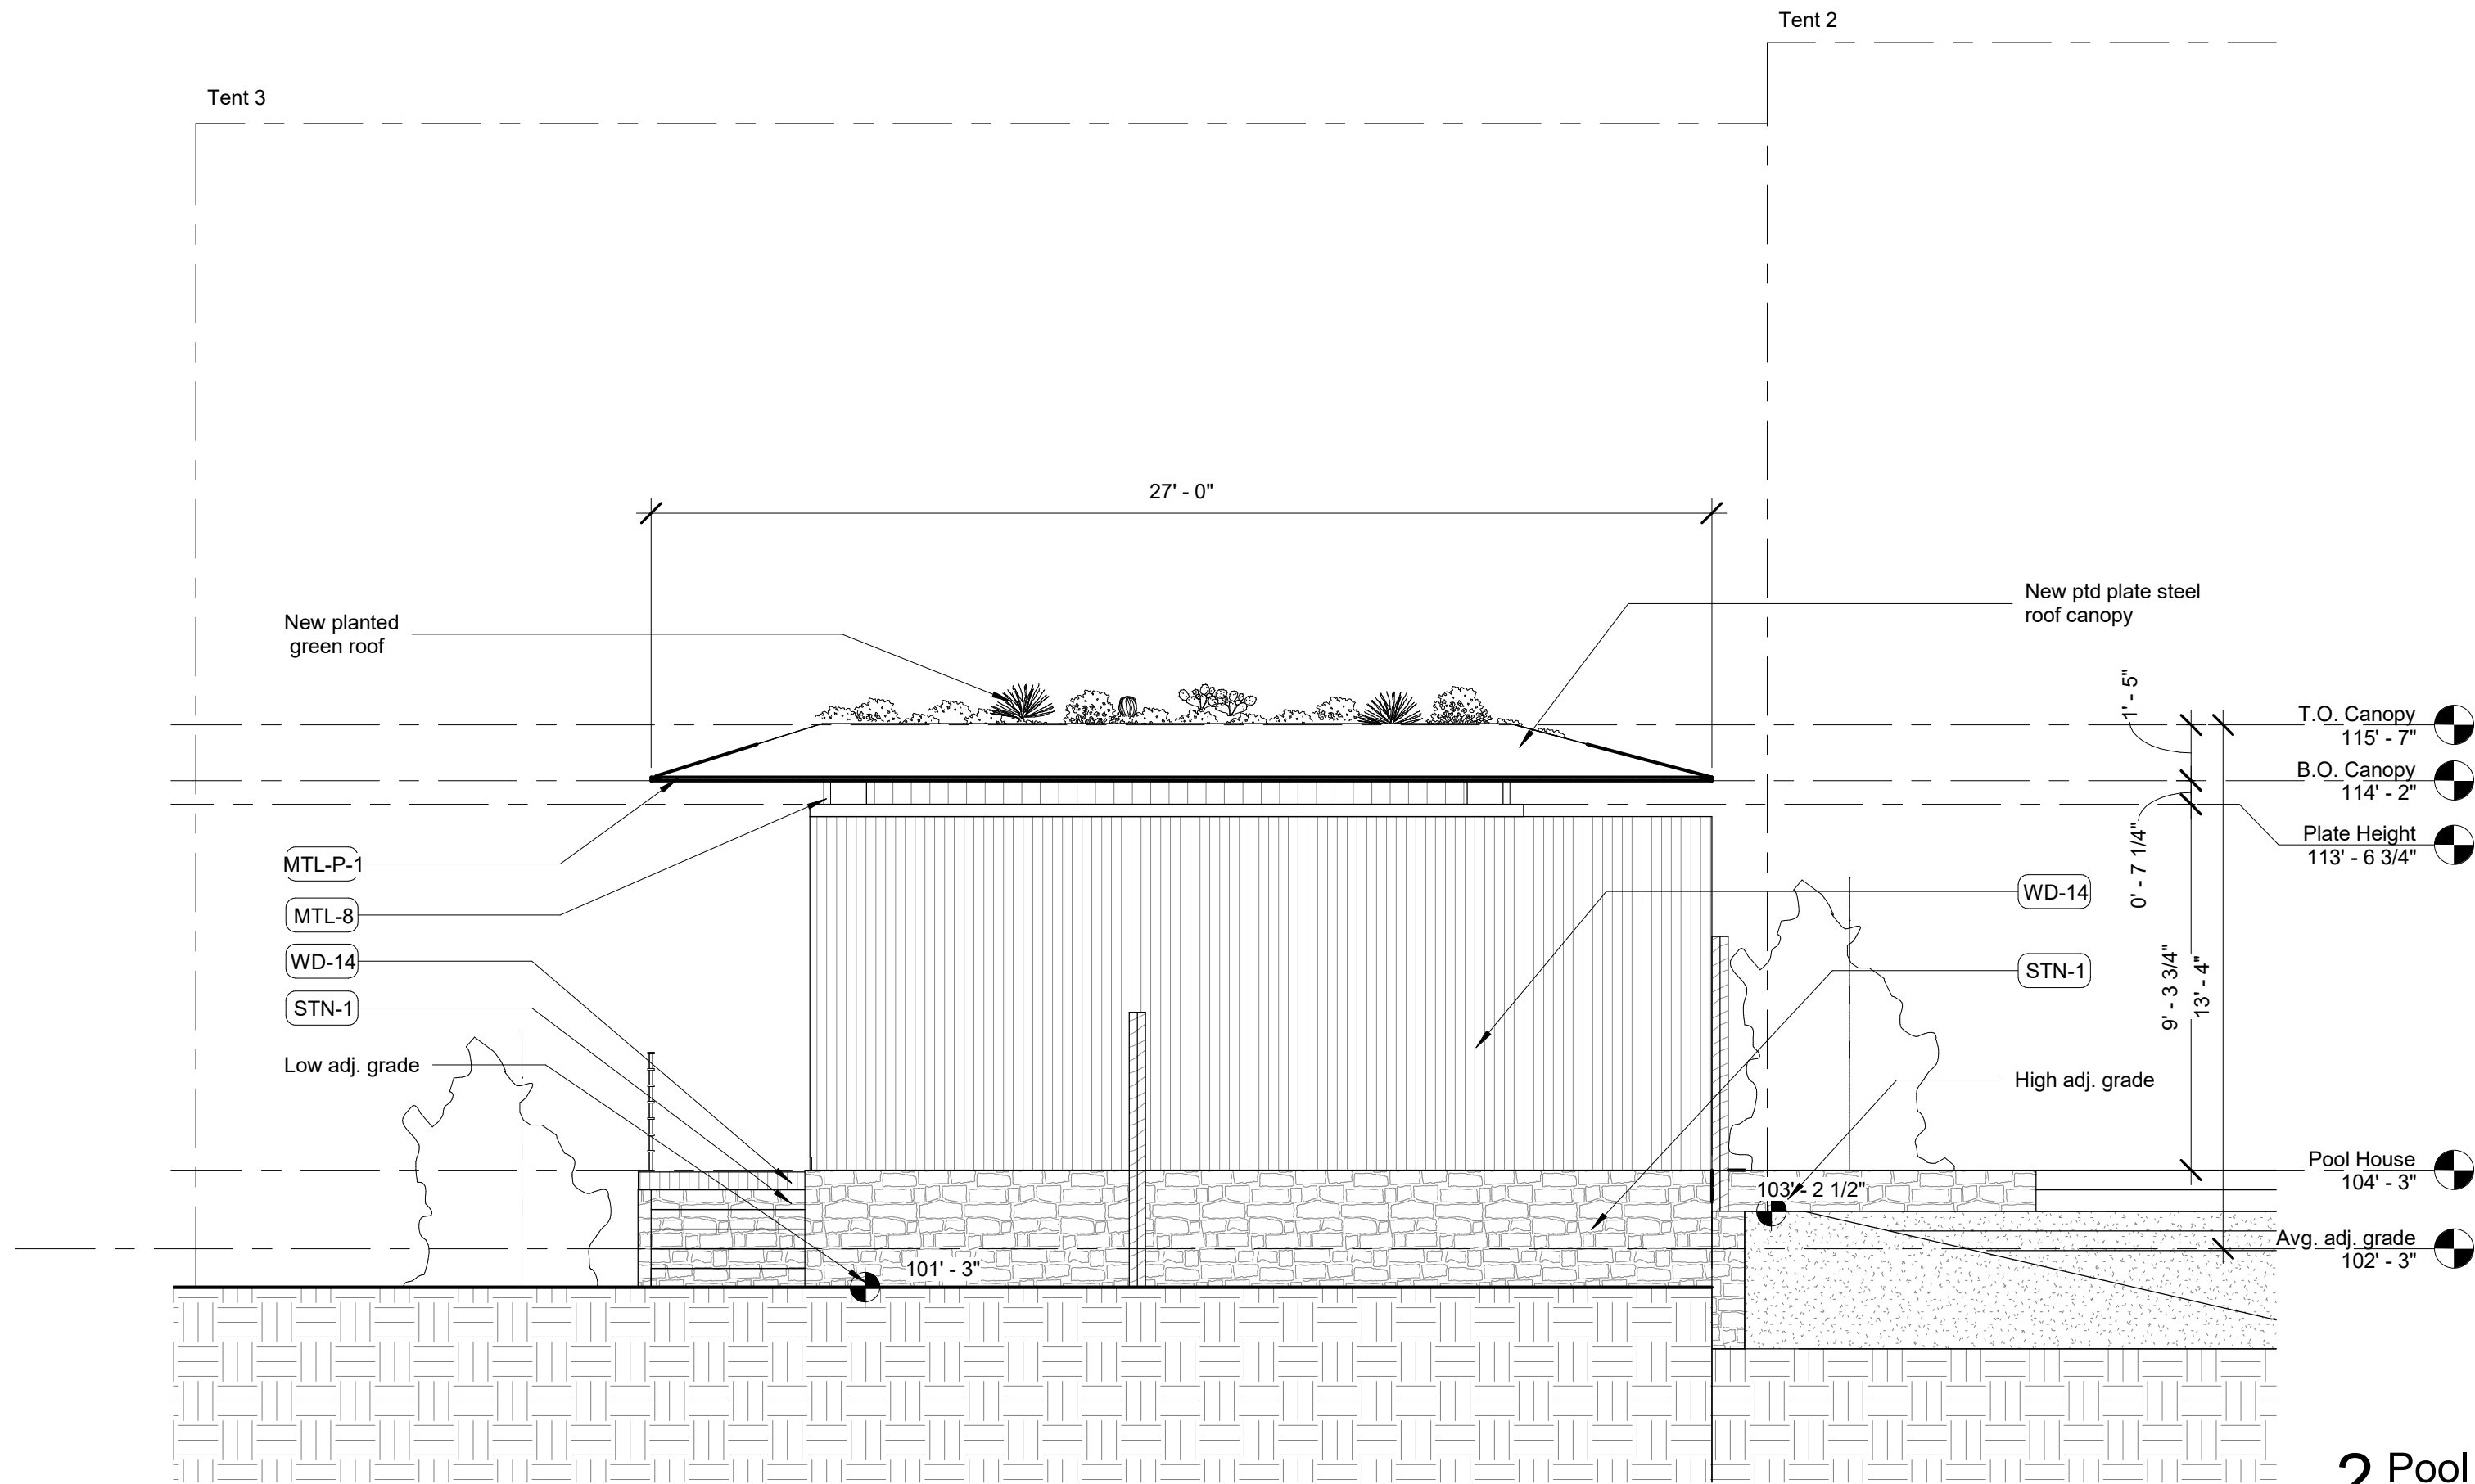 Tent 2
Tent 3
27' - 0"
New planted
green roof
New ptd plate steel
roof canopy
1' - 5"
T.O. Canopy
115' - 7"
B.O. Canopy
114' - 2"
Plate Height
113' - 6 3/4"
0' - 7 1/4"
MTL-P-1
MTL-8
WD-14
STN-1
Low adj. grade
WD-14
STN-1
High adj. grade
9' - 3 3/4"
13' - 4"
Pool House
104' - 3"
103' - 2 1/2"
Avg. adj. grade
102' - 3"
101' - 3"
2 Pool